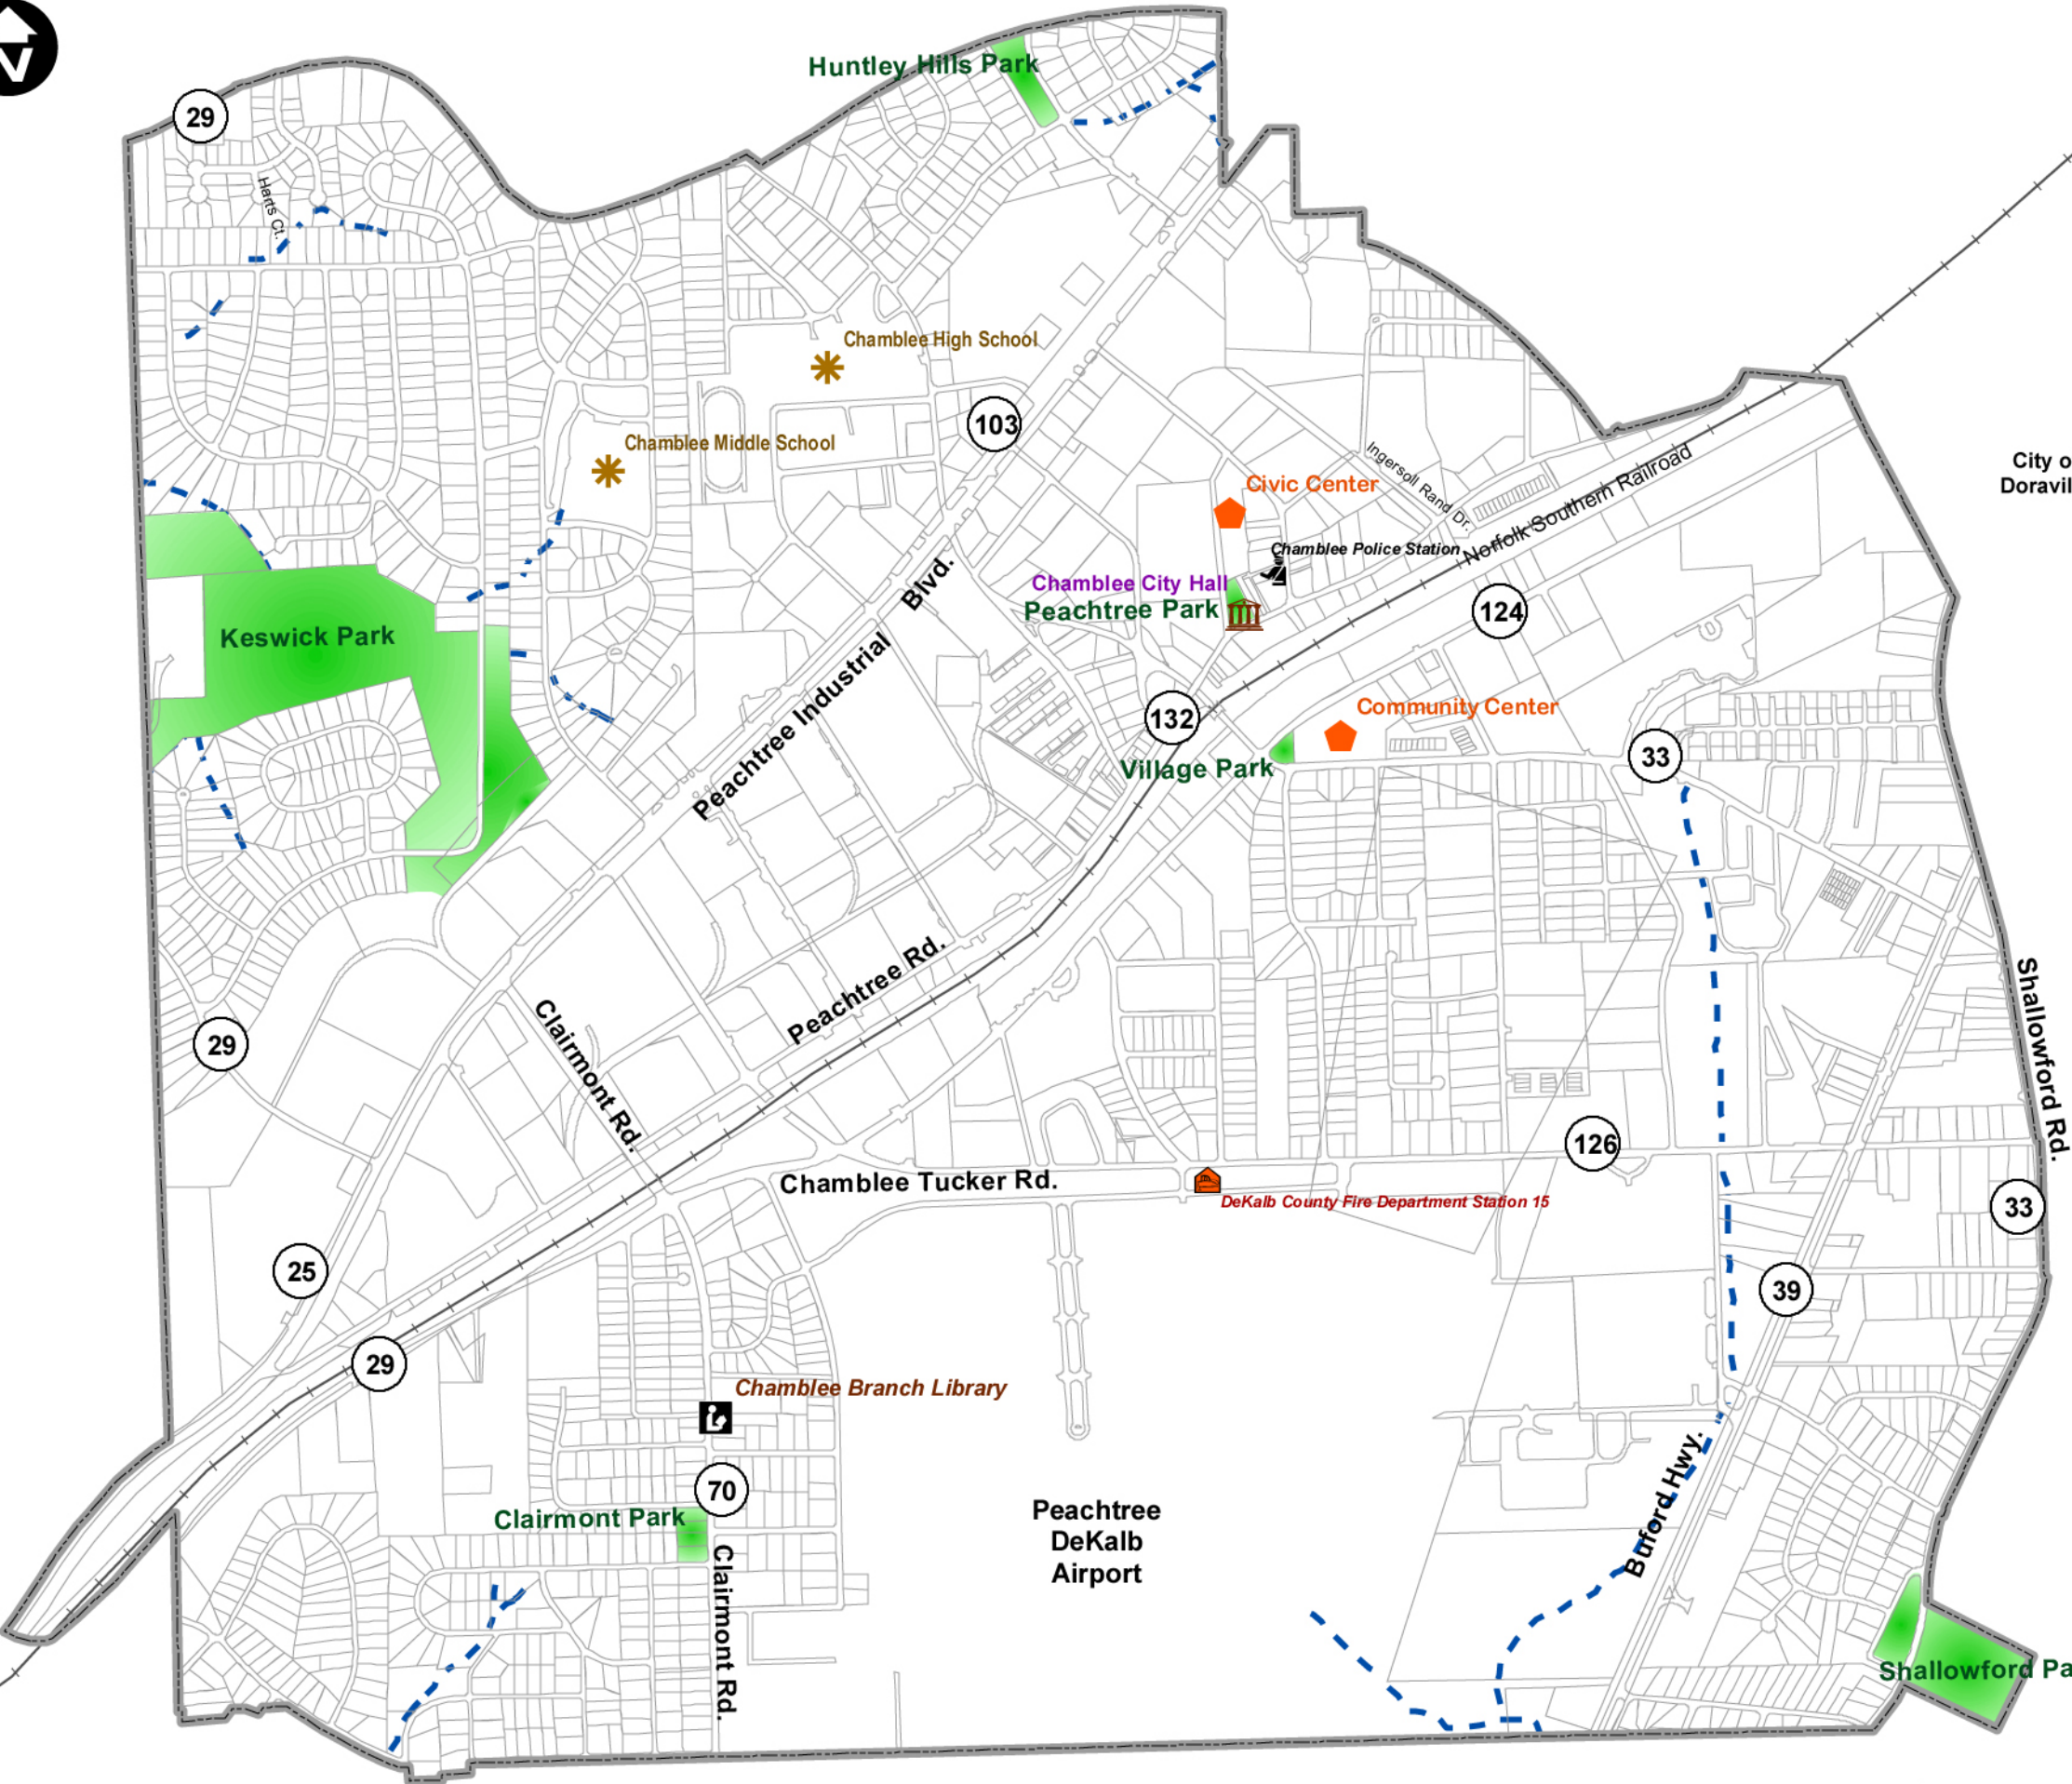 N
Huntley Hills Park
29
Harts Ct.
Chamblee High School
103
Chamblee Middle School
Ingersoll Rand Dr.
Civic Center
City o
Doravil
Norfolk Southern Railroad
Chamblee Police Station
Chamblee City Hall
Peachtree Park
124
Keswick Park
Peachtree Industrial Blvd.
132
Community Center
33
Village Park
Peachtree Rd.
Shallowford Rd.
29
Clairmont Rd.
126
Chamblee Tucker Rd.
DeKalb County Fire Department Station 15
33
25
39
29
Chamblee Branch Library
70
Clairmont Park
Peachtree
DeKalb
Airport
Buford Hwy.
Clairmont Rd.
Shallowford Pa